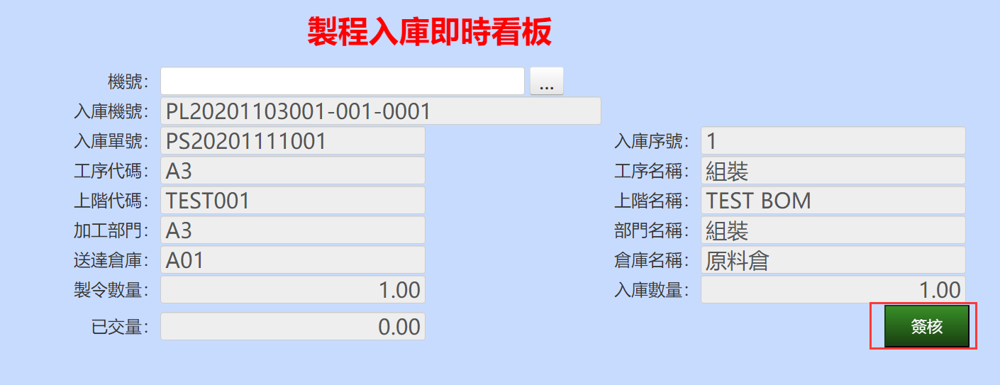 製程入庫即時看板
機號： ...
入庫機號： PL20201103001-001-0001
入庫單號： PS20201111001 入庫序號： 1
工序代碼： A3 工序名稱： 組裝
上階代碼： TEST001 上階名稱： TEST BOM
加工部門： A3 部門名稱： 組裝
送達倉庫： A01 倉庫名稱： 原料倉
製令數量： 1.00 入庫數量： 1.00
已交量： 0.00 簽核